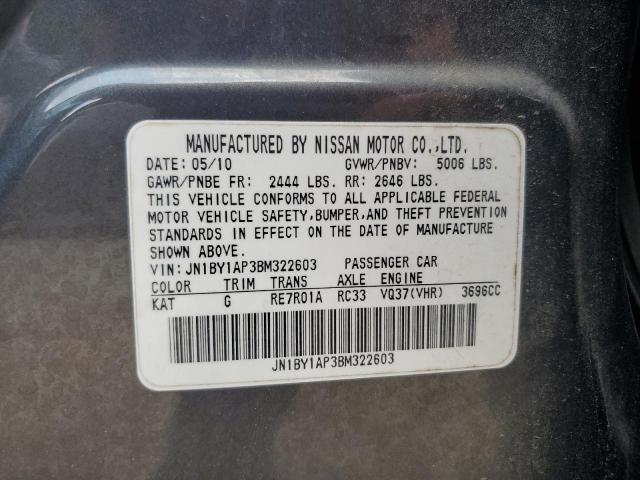 MANUFACTURED BY NISSAN MOTOR CO.,LTD.
DATE: 05/10 GVWR/PNBV: 5006 LBS.
GAWR/PNBE FR: 2444 LBS. RR: 2646 LBS.
THIS VEHICLE CONFORMS TO ALL APPLICABLE FEDERAL
MOTOR VEHICLE SAFETY,BUMPER,AND THEFT PREVENTION
STANDARDS IN EFFECT ON THE DATE OF MANUFACTURE
SHOWN ABOVE.
VIN:JN1BY1AP3BM322603 PASSENGER CAR
COLOR TRIM TRANS AXLE ENGINE
KAT G RE7R01A RC33 VQ37(VHR) 3696CC
JN1BY1AP3BM322603